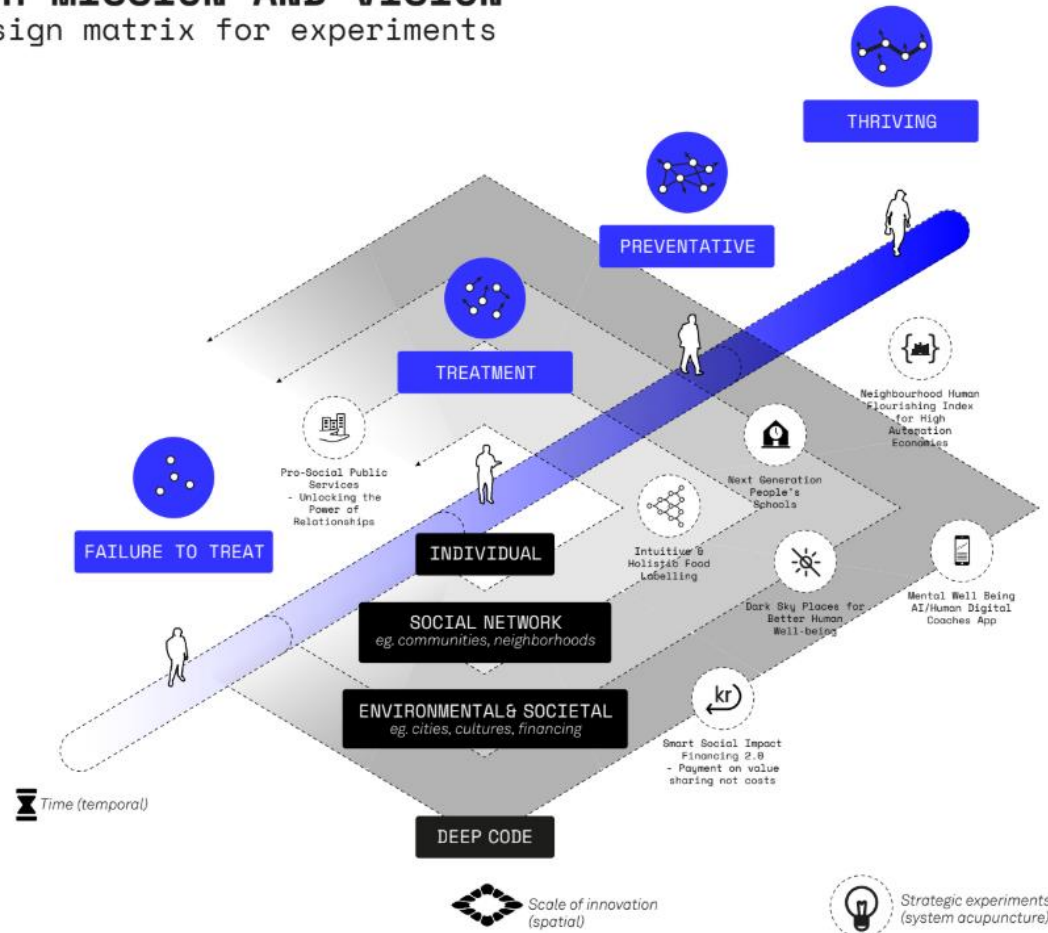 MISSION AND VISION
sign matrix for experiments
THRIVING
PREVENTATIVE
TREATMENT
Neighbourhood Human
Flourishing Index
for High
Automation
Economies
Pro-Social Public
Services
- Unlocking the
Power of
Relationships
Next Generation
People's
Schools
FAILURE TO TREAT
INDIVIDUAL
Intuitive &
Holistic Food
Labelling
Dark Sky Places for
Better Human
Well-being
Mental Well Being
AI/Human Digital
Coaches App
SOCIAL NETWORK
eg. communities, neighborhoods
ENVIRONMENTAL& SOCIETAL
eg. cities, cultures, financing
kr
Smart Social Impact
Financing 2.0
- Payment on value
sharing not costs
Time (temporal)
DEEP CODE
Scale of innovation
(spatial)
Strategic experiments
(system acupuncture)